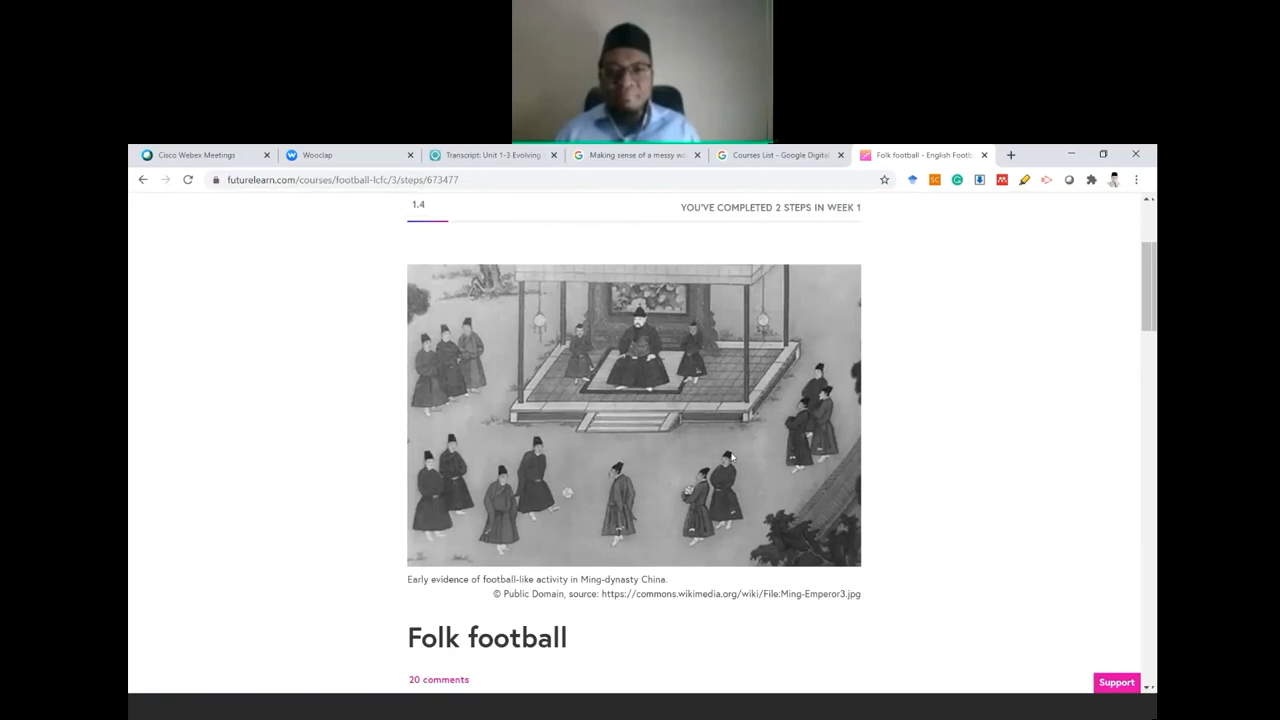 Cisco Webex Meetings
Wooclap
Transcript: Unit 1-3 Evolving
Making sense of a messy wo
Courses List - Google Digital
Folk football - English Footb
futurelearn.com/courses/football-lcfc/3/steps/673477
1.4
YOU'VE COMPLETED 2 STEPS IN WEEK 1
Early evidence of football-like activity in Ming-dynasty China.
© Public Domain, source: https://commons.wikimedia.org/wiki/File:Ming-Emperor3.jpg
Folk football
20 comments
Support